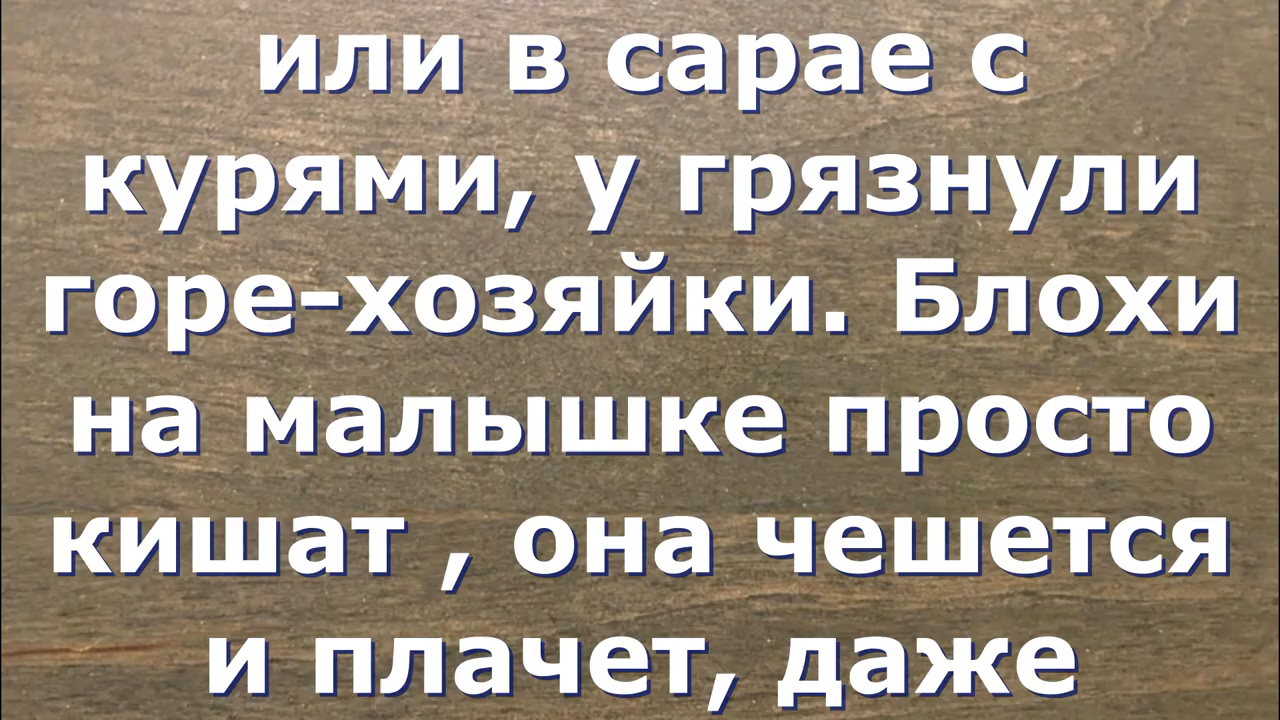 или в сарае с
курями, у грязнули
горе-хозяйки. Блохи
на малышке просто
кишат , она чешется
и плачет, даже